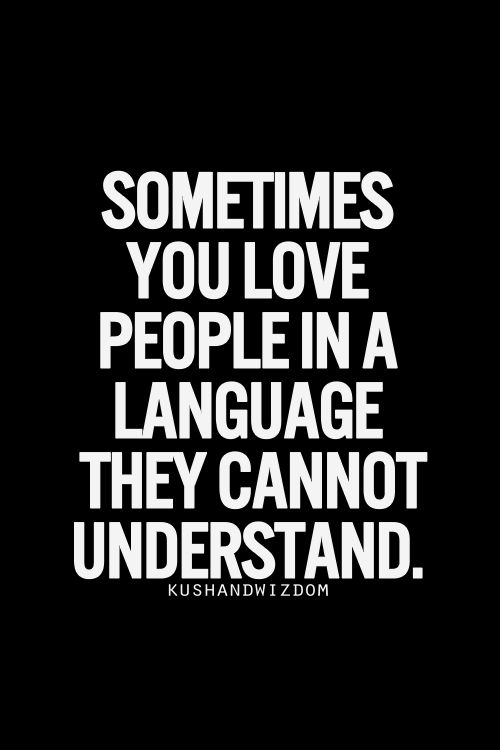 SOMETIMES
YOU LOVE
PEOPLE IN A
LANGUAGE
THEY CANNOT
UNDERSTAND.
KUSHANDWIZDOM